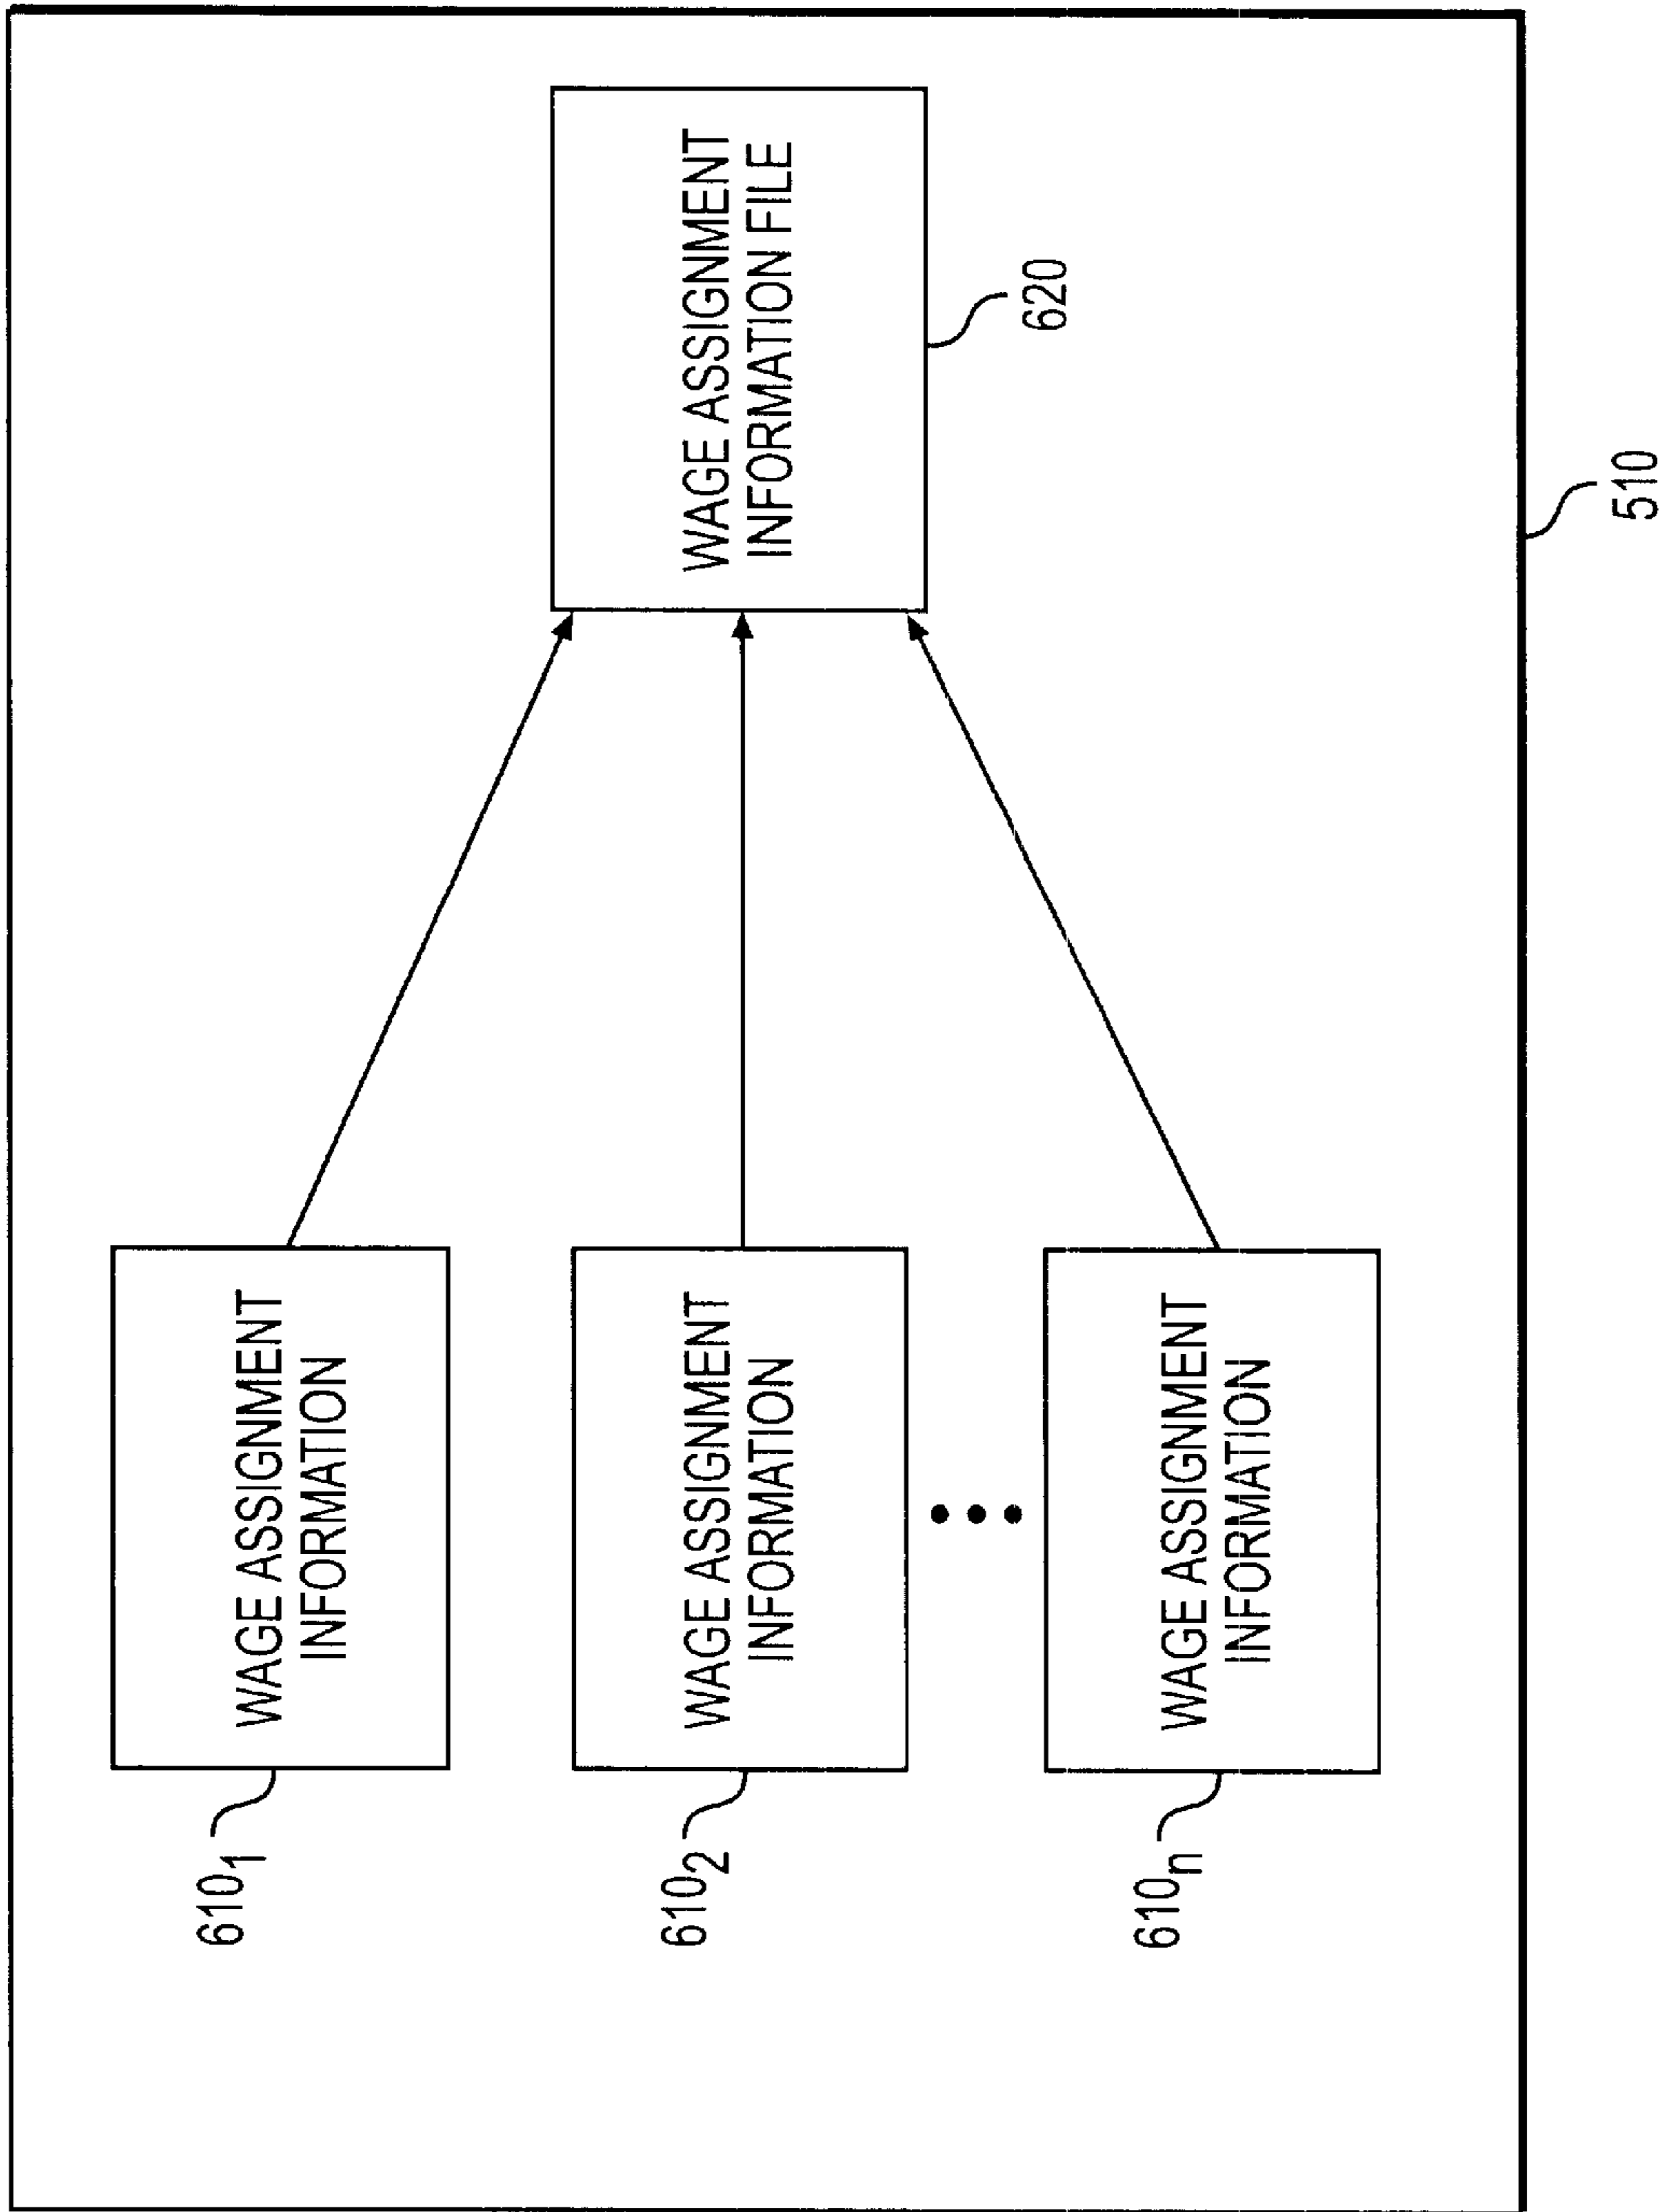 610₁
WAGE ASSIGNMENT
INFORMATION
610₂
WAGE ASSIGNMENT
INFORMATION
610ₙ
WAGE ASSIGNMENT
INFORMATION
WAGE ASSIGNMENT
INFORMATION FILE
620
510